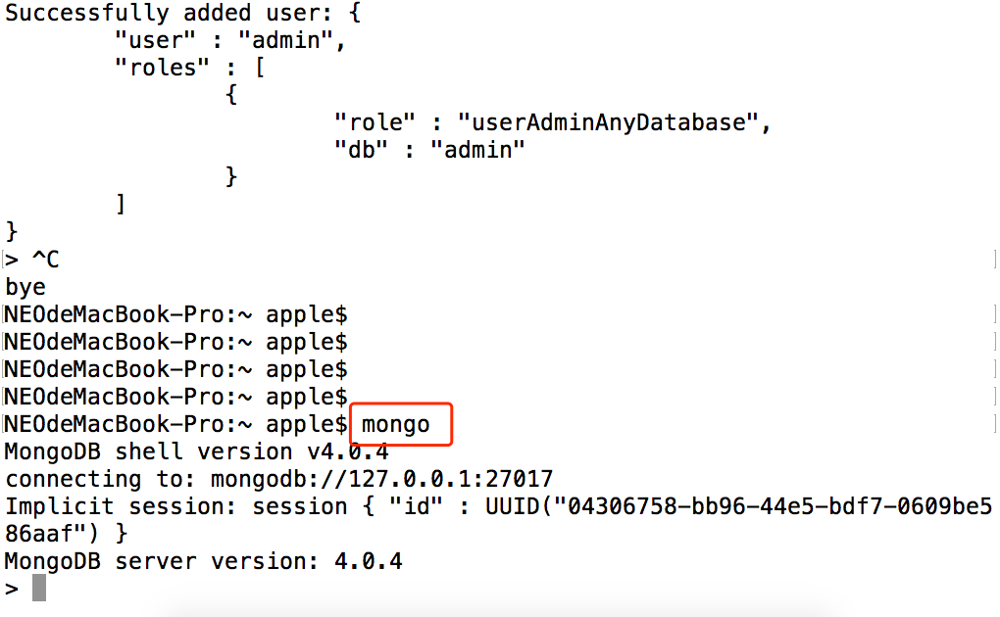 Successfully added user: {
        "user" : "admin",
        "roles" : [
                {
                        "role" : "userAdminAnyDatabase",
                        "db" : "admin"
                }
        ]
}
> ^C
bye
NEOdeMacBook-Pro:~ apple$
NEOdeMacBook-Pro:~ apple$
NEOdeMacBook-Pro:~ apple$
NEOdeMacBook-Pro:~ apple$
NEOdeMacBook-Pro:~ apple$ mongo
MongoDB shell version v4.0.4
connecting to: mongodb://127.0.0.1:27017
Implicit session: session { "id" : UUID("04306758-bb96-44e5-bdf7-0609be5
86aaf") }
MongoDB server version: 4.0.4
>